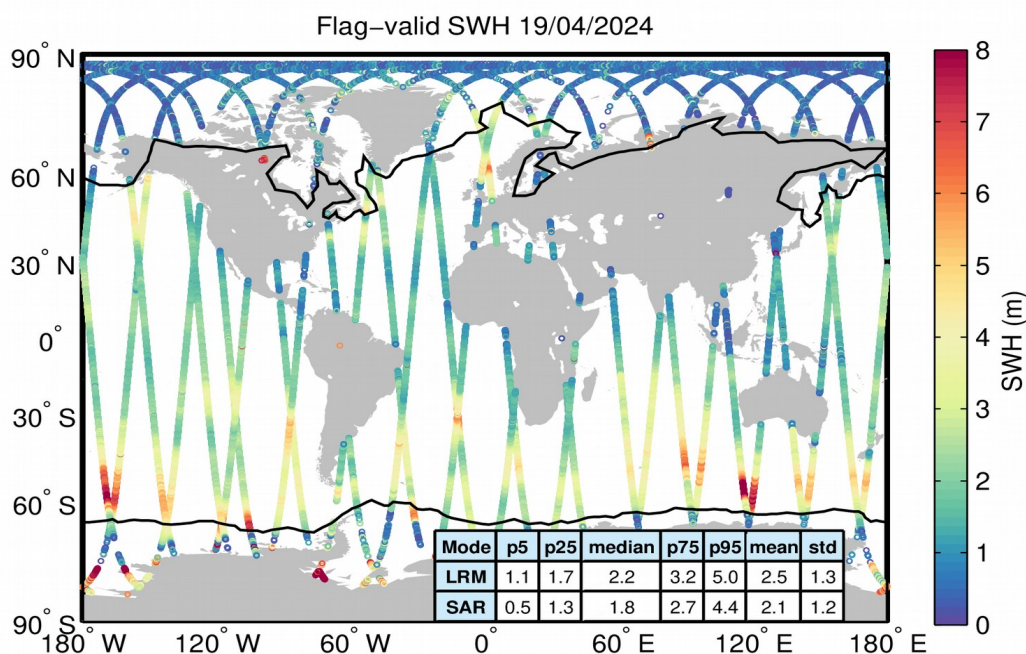 Flag-valid SWH 19/04/2024
90° N
60° N
30° N
0°
30° S
60° S
90° S
180° W
120° W
60° W
0°
60° E
120° E
180° E
Mode p5 p25 median p75 p95 mean std
LRM 1.1 1.7 2.2 3.2 5.0 2.5 1.3
SAR 0.5 1.3 1.8 2.7 4.4 2.1 1.2
8
7
6
5
4
3
2
1
0
SWH (m)